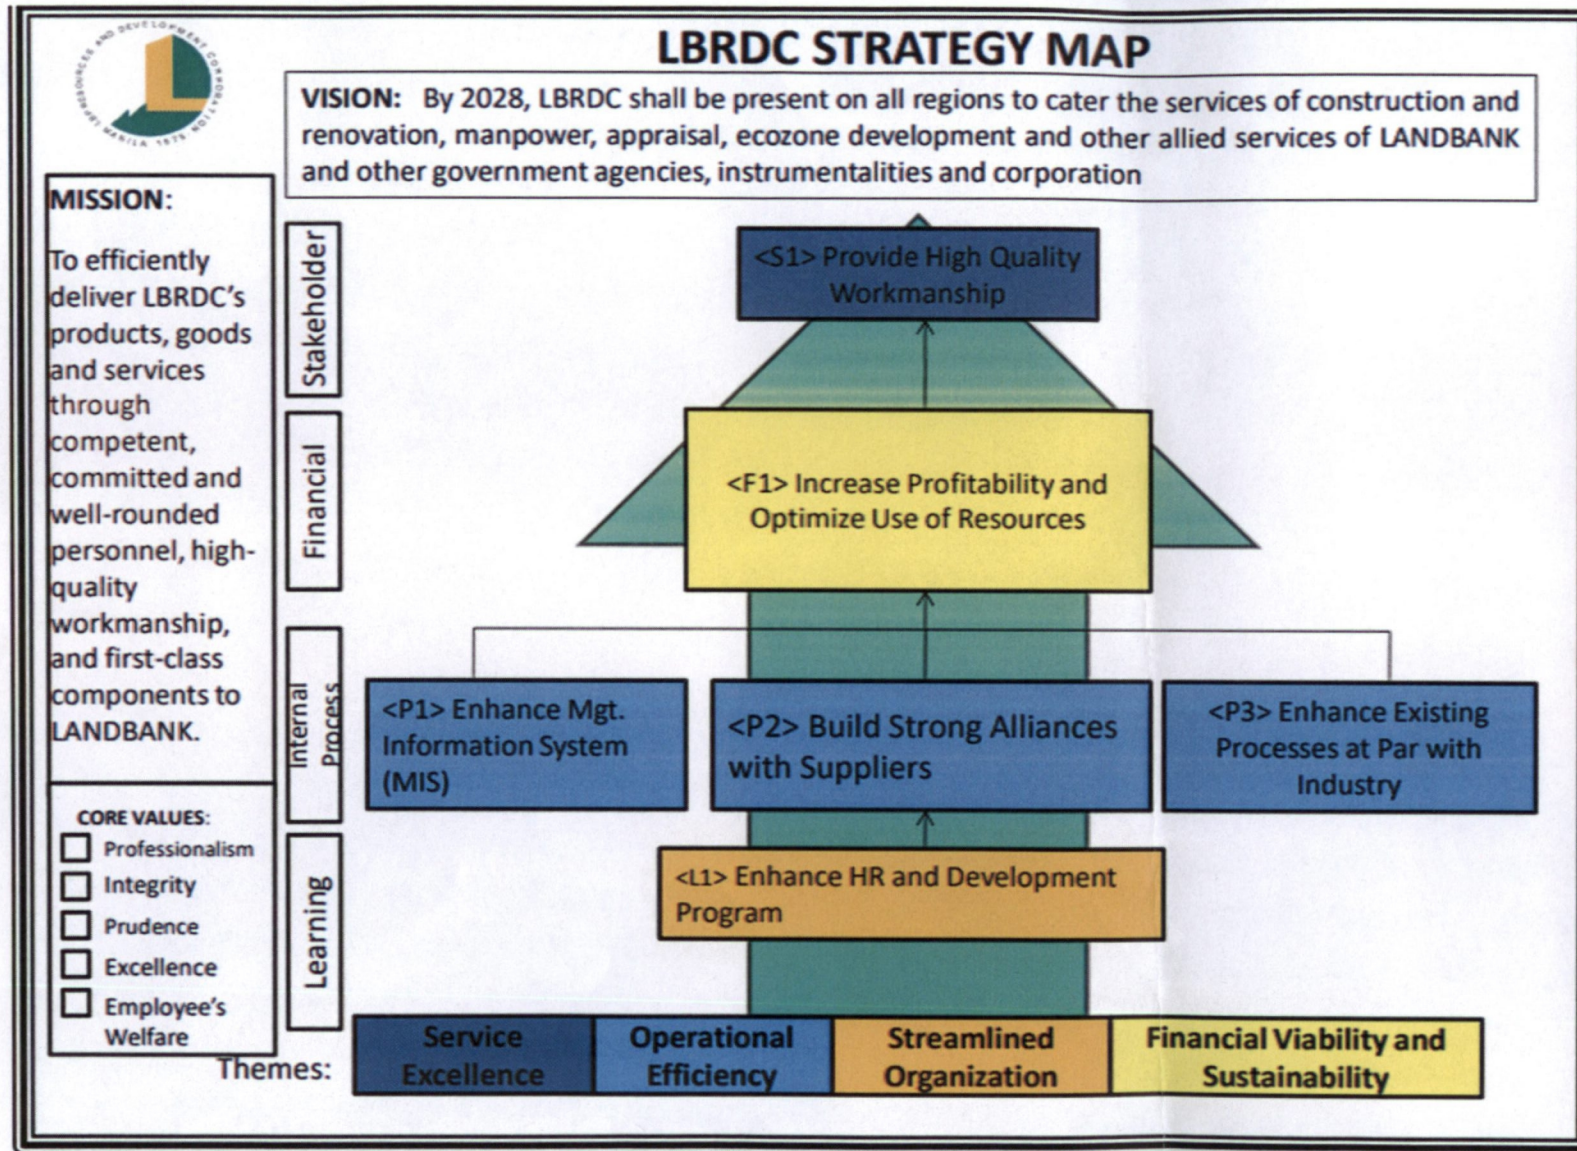 LBRDC STRATEGY MAP
VISION: By 2028, LBRDC shall be present on all regions to cater the services of construction and
renovation, manpower, appraisal, ecozone development and other allied services of LANDBANK
and other government agencies, instrumentalities and corporation
MISSION:
To efficiently
deliver LBRDC's
products, goods
and services
through
competent,
committed and
well-rounded
personnel, high-
quality
workmanship,
and first-class
components to
LANDBANK.
CORE VALUES:
Professionalism
Integrity
Prudence
Excellence
Employee's
Welfare
Stakeholder
<S1> Provide High Quality
Workmanship
Financial
<F1> Increase Profitability and
Optimize Use of Resources
Internal
Process
<P1> Enhance Mgt.
Information System
(MIS)
<P2> Build Strong Alliances
with Suppliers
<P3> Enhance Existing
Processes at Par with
Industry
Learning
<L1> Enhance HR and Development
Program
Themes:
Service
Excellence
Operational
Efficiency
Streamlined
Organization
Financial Viability and
Sustainability